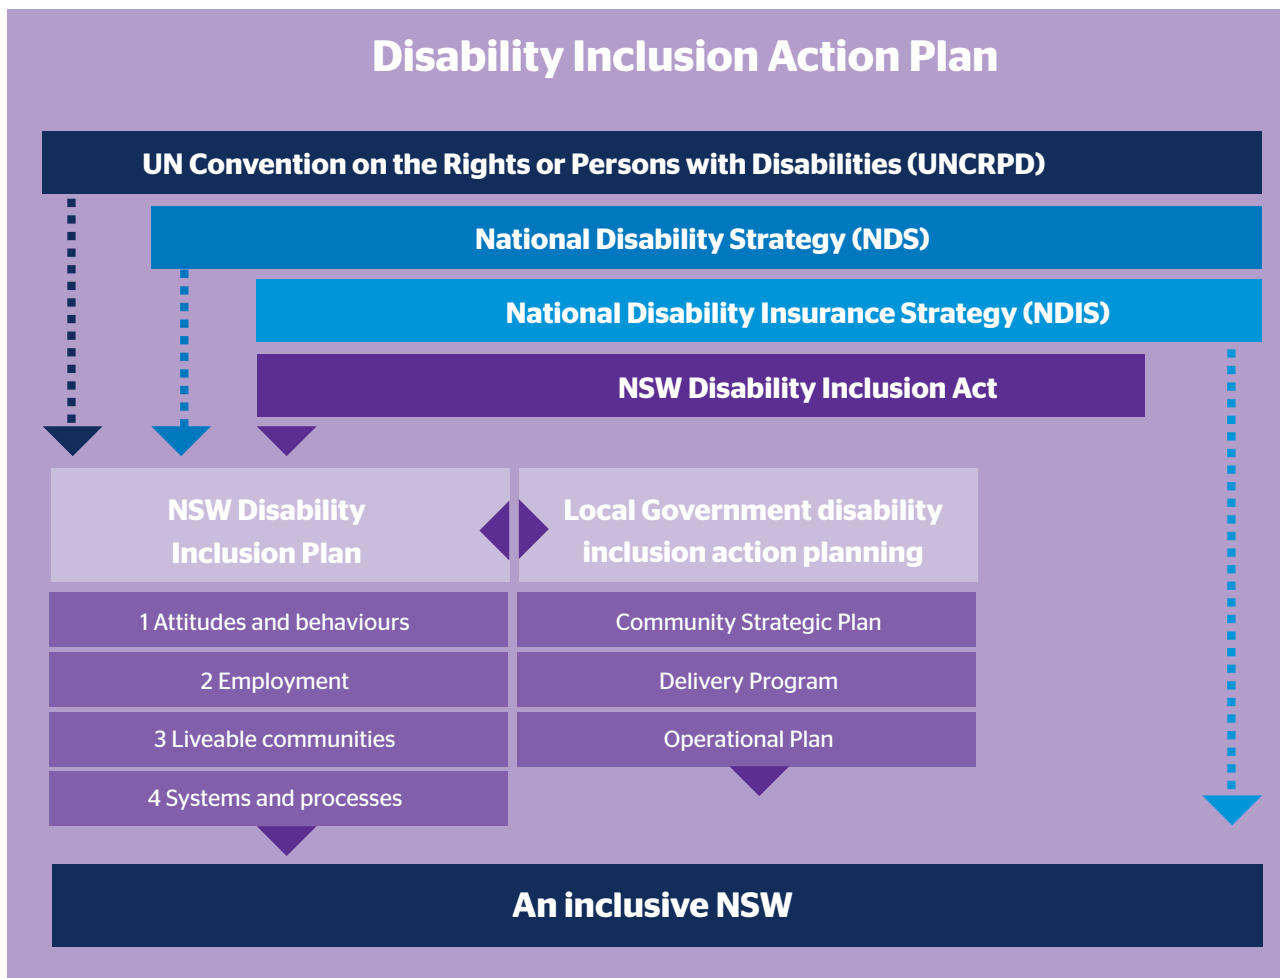 Disability Inclusion Action Plan
UN Convention on the Rights or Persons with Disabilities (UNCRPD)
National Disability Strategy (NDS)
National Disability Insurance Strategy (NDIS)
NSW Disability Inclusion Act
NSW Disability
Inclusion Plan
1 Attitudes and behaviours
2 Employment
3 Liveable communities
4 Systems and processes
Local Government disability
inclusion action planning
Community Strategic Plan
Delivery Program
Operational Plan
An inclusive NSW